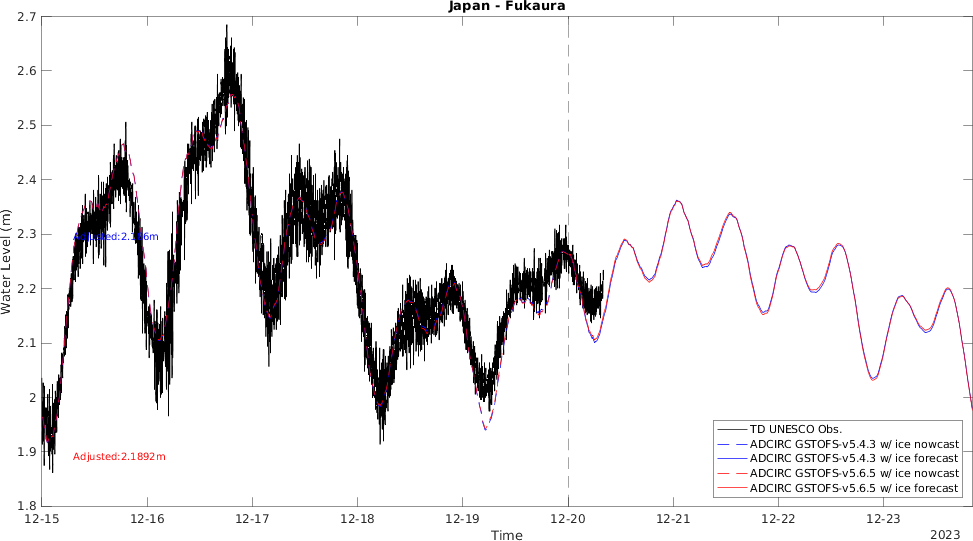 Japan - Fukaura
2.7
2.6
2.5
2.4
2.3
2.2
2.1
2
1.9
1.8
Water Level (m)
Adjusted:2.1892m
TD UNESCO Obs.
ADCIRC GSTOFS-v5.4.3 w/ ice nowcast
ADCIRC GSTOFS-v5.4.3 w/ ice forecast
ADCIRC GSTOFS-v5.6.5 w/ ice nowcast
ADCIRC GSTOFS-v5.6.5 w/ ice forecast
12-15 12-16 12-17 12-18 12-19 12-20 12-21 12-22 12-23
Time
2023